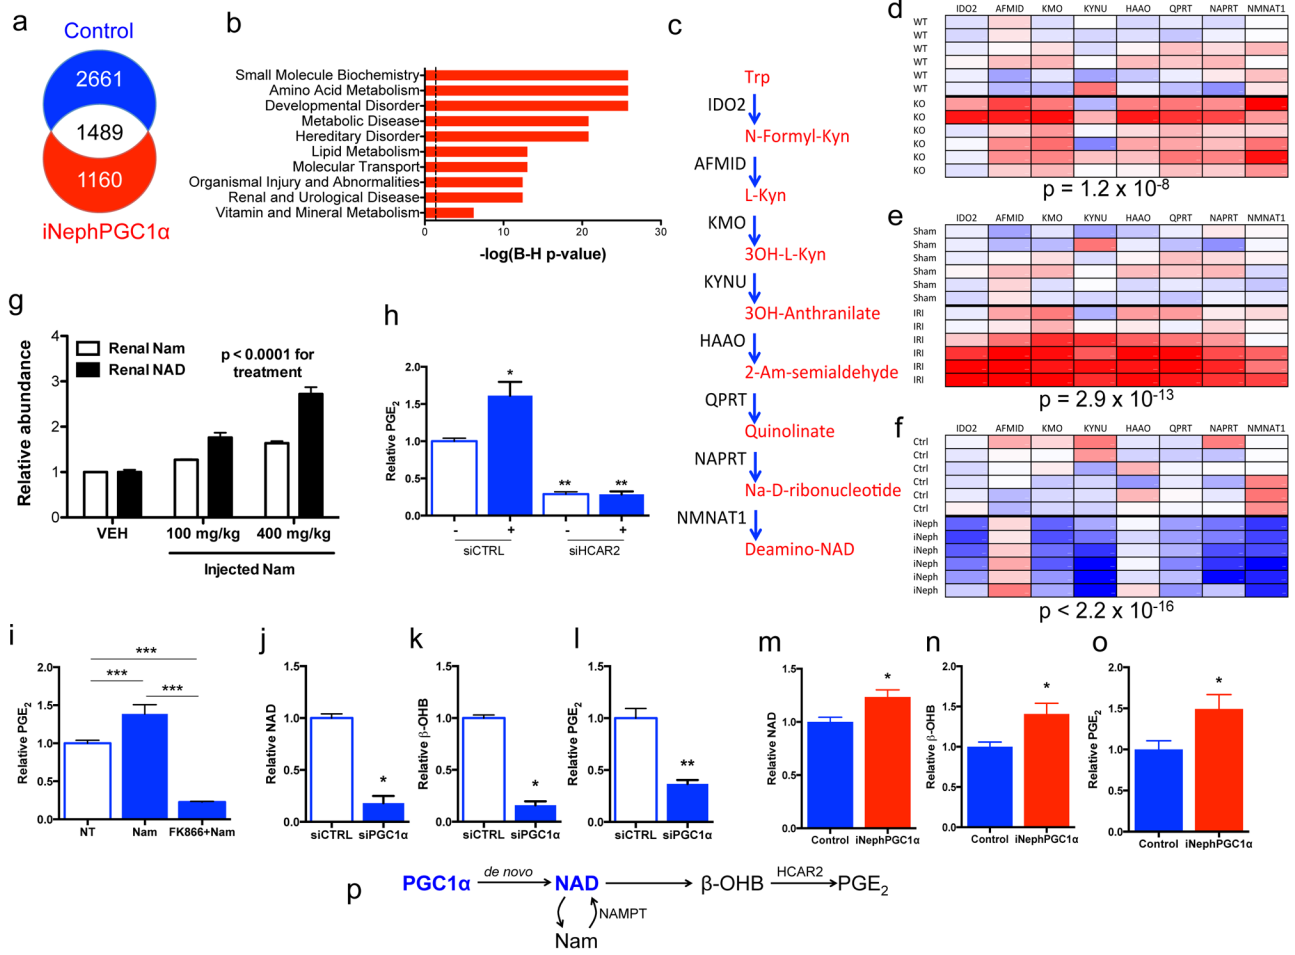 a
Control
2661
1489
1160
iNephPGC1α
b
Small Molecule Biochemistry
Amino Acid Metabolism
Developmental Disorder
Metabolic Disease
Hereditary Disorder
Lipid Metabolism
Molecular Transport
Organismal Injury and Abnormalities
Renal and Urological Disease
Vitamin and Mineral Metabolism
0 10 20 30
-log(B-H p-value)
c
Trp
IDO2
N-Formyl-Kyn
AFMID
L-Kyn
KMO
3OH-L-Kyn
KYNU
3OH-Anthranilate
HAAO
2-Am-semialdehyde
QPRT
Quinolinate
NAPRT
Na-D-ribonucleotide
NMNAT1
Deamino-NAD
d
IDO2 AFMID KMO KYNU HAAO QPRT NAPRT NMNAT1
WT
WT
WT
WT
WT
WT
KO
KO
KO
KO
KO
KO
p = 1.2 x 10-8
e
IDO2 AFMID KMO KYNU HAAO QPRT NAPRT NMNAT1
Sham
Sham
Sham
Sham
Sham
Sham
IRI
IRI
IRI
IRI
IRI
IRI
p = 2.9 x 10-13
f
IDO2 AFMID KMO KYNU HAAO QPRT NAPRT NMNAT1
Ctrl
Ctrl
Ctrl
Ctrl
Ctrl
Ctrl
iNeph
iNeph
iNeph
iNeph
iNeph
iNeph
p < 2.2 x 10-16
g
Relative abundance
4
3
2
1
0
Renal Nam
Renal NAD
p < 0.0001 for
treatment
VEH 100 mg/kg 400 mg/kg
Injected Nam
h
Relative PGE2
2.0
1.5
1.0
0.5
0.0
*
** **
- + - +
siCTRL siHCAR2
i
Relative PGE2
2.0
1.5
1.0
0.5
0.0
***
***
***
NT Nam FK866+Nam
j
Relative NAD
1.5
1.0
0.5
0.0
*
siCTRL siPGC1α
k
Relative β-OHB
1.5
1.0
0.5
0.0
*
siCTRL siPGC1α
l
Relative PGE2
1.5
1.0
0.5
0.0
**
siCTRL siPGC1α
m
Relative NAD
1.5
1.0
0.5
0.0
*
Control iNephPGC1α
n
Relative β-OHB
2.0
1.5
1.0
0.5
0.0
*
Control iNephPGC1α
o
Relative PGE2
2.0
1.5
1.0
0.5
0.0
*
Control iNephPGC1α
p
PGC1α de novo NAD β-OHB HCAR2 PGE2
NAMPT
Nam